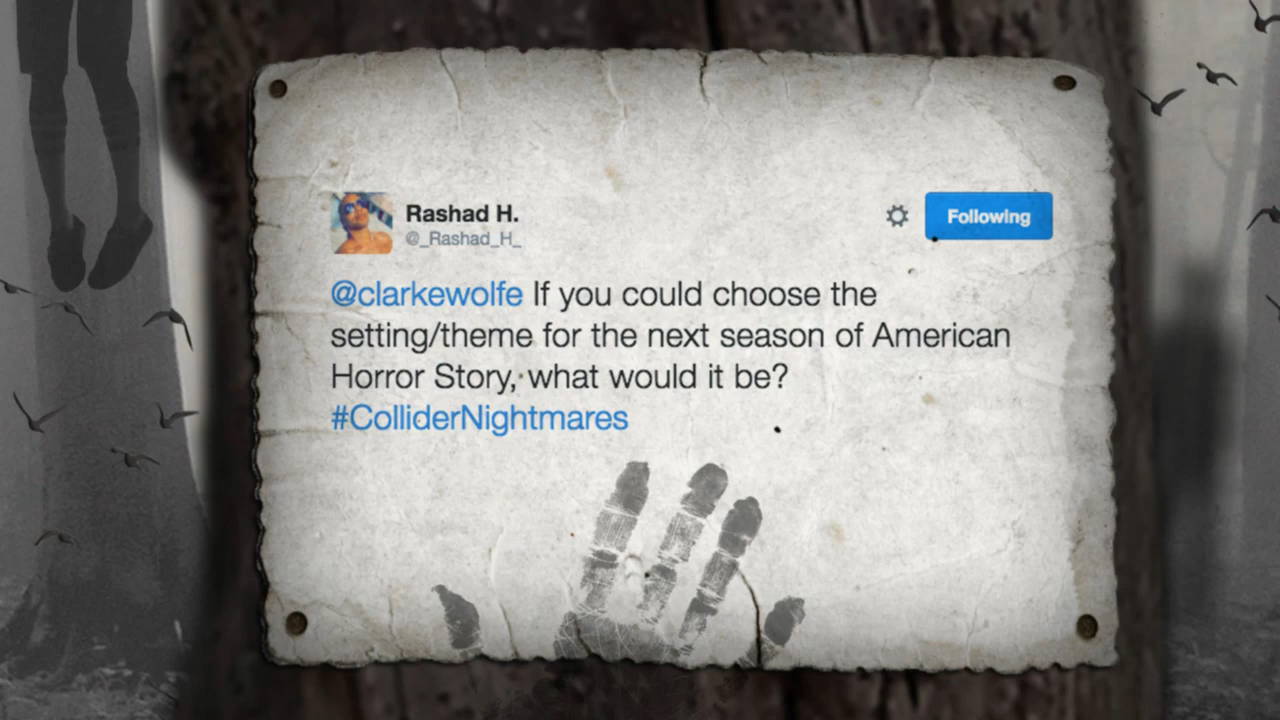 Rashad H.
@_Rashad_H_
Following
@clarkewolfe If you could choose the
setting/theme for the next season of American
Horror Story, what would it be?
#ColliderNightmares